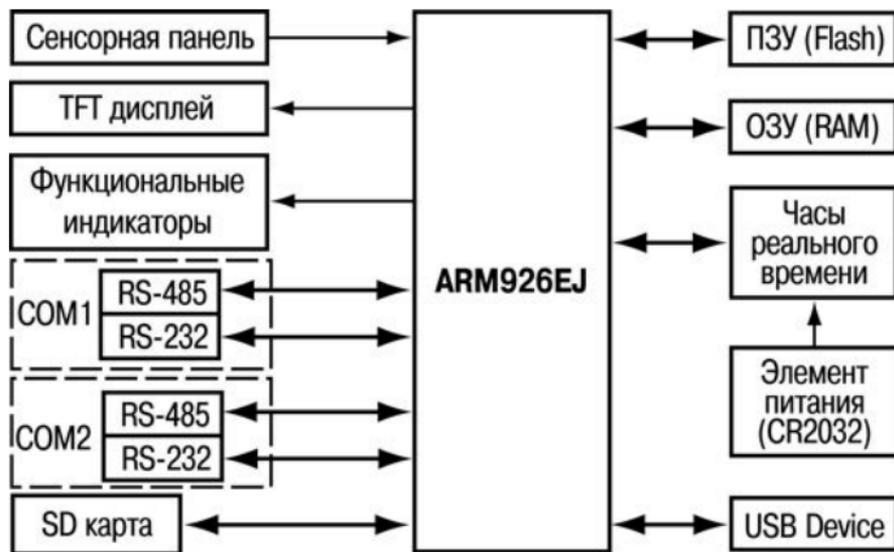 Сенсорная панель
TFT дисплей
Функциональные
индикаторы
COM1
RS-485
RS-232
COM2
RS-485
RS-232
SD карта
ARM926EJ
ПЗУ (Flash)
ОЗУ (RAM)
Часы
реального
времени
Элемент
питания
(CR2032)
USB Device